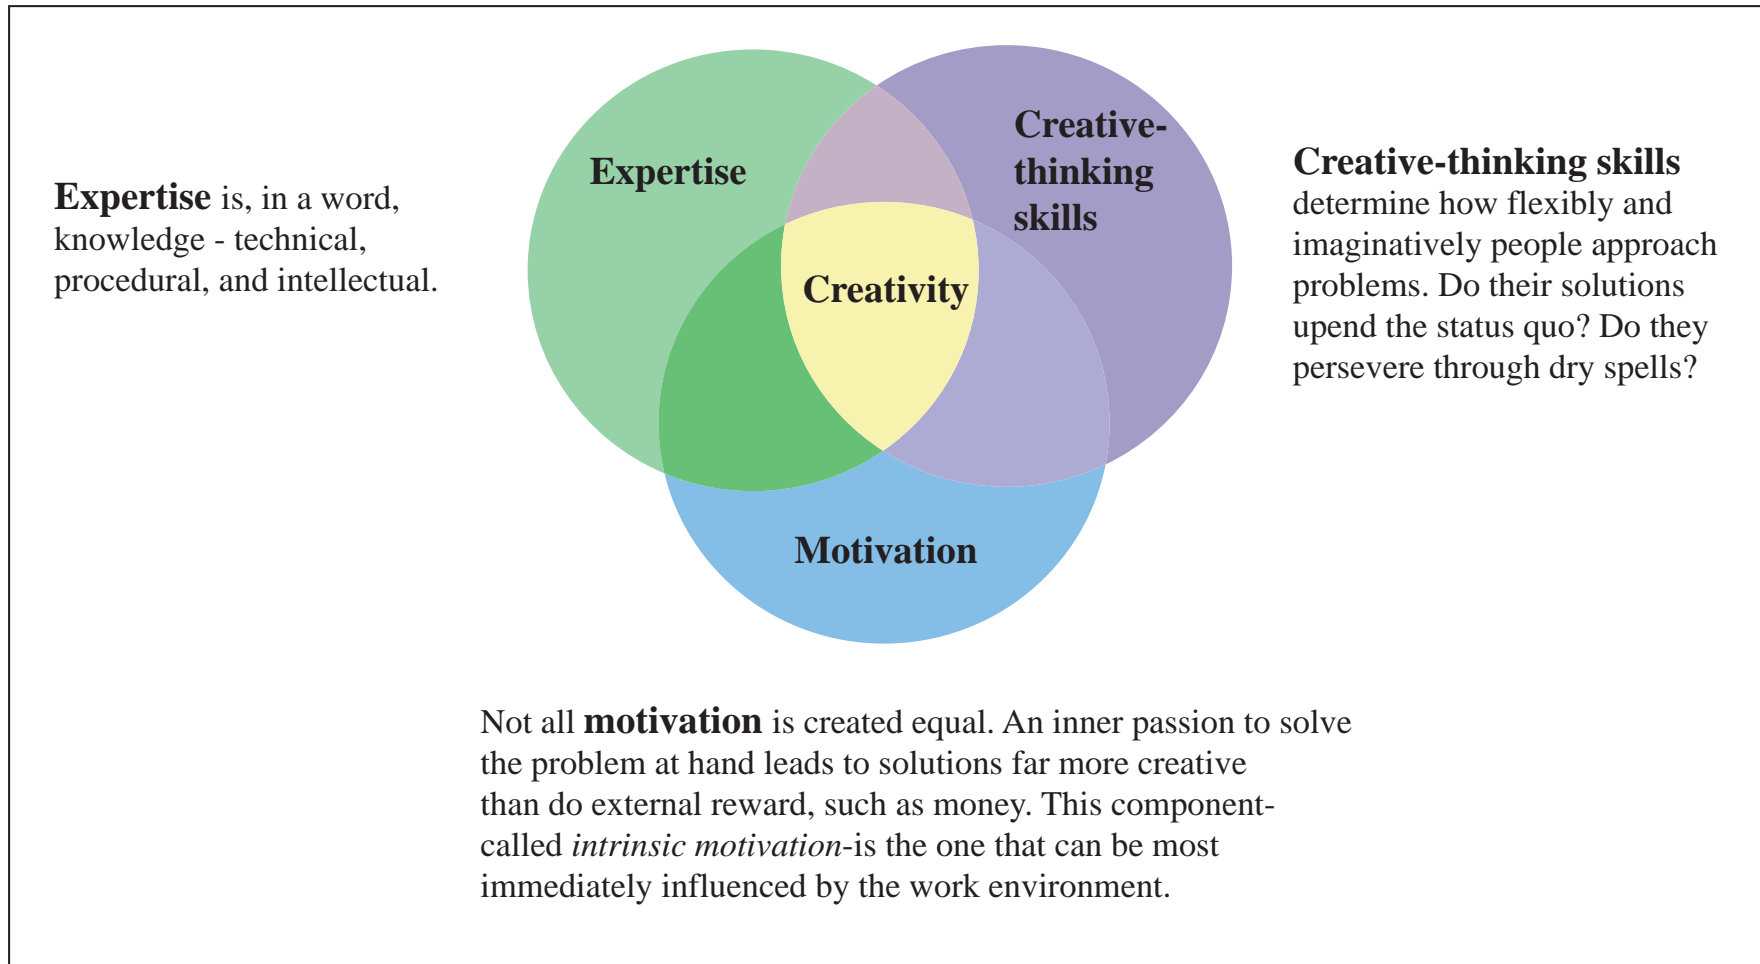 Expertise
Creative-
thinking
skills
Creativity
Motivation
Expertise is, in a word,
knowledge - technical,
procedural, and intellectual.
Creative-thinking skills
determine how flexibly and
imaginatively people approach
problems. Do their solutions
upend the status quo? Do they
persevere through dry spells?
Not all motivation is created equal. An inner passion to solve
the problem at hand leads to solutions far more creative
than do external reward, such as money. This component-
called intrinsic motivation-is the one that can be most
immediately influenced by the work environment.